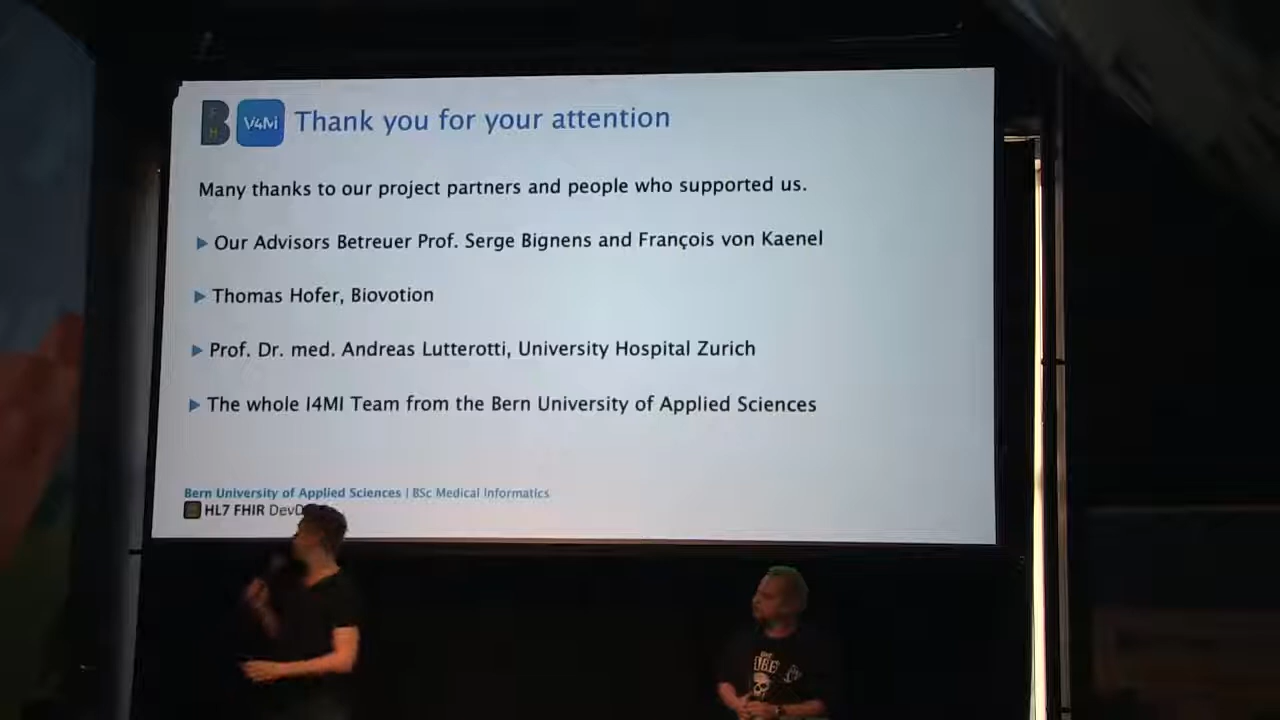 V4Mi
Thank you for your attention
Many thanks to our project partners and people who supported us.
Our Advisors Betreuer Prof. Serge Bignens and François von Kaenel
Thomas Hofer, Biovotion
Prof. Dr. med. Andreas Lutterotti, University Hospital Zurich
The whole I4MI Team from the Bern University of Applied Sciences
Bern University of Applied Sciences | BSc Medical Informatics
HL7 FHIR DevD